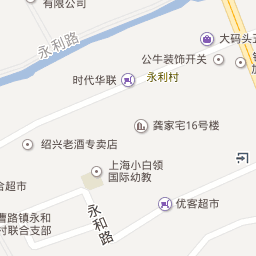 有限公司
永利路
大码头五
公牛装饰开关
永利村
时代华联
加
龚家宅16号楼
绍兴老酒专卖店
上海小白领
国际幼教
合超市
优客超市
曹路镇永和
村联合支部
永和路